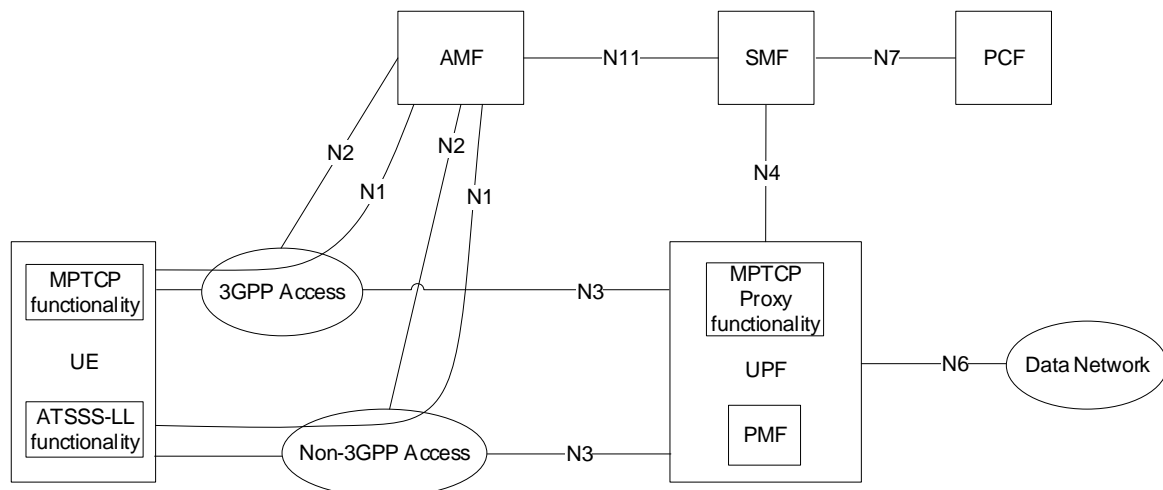 AMF
N11
SMF
N7
PCF
N2
N1
N2
N1
N4
MPTCP
functionality
UE
ATSSS-LL
functionality
3GPP Access
Non-3GPP Access
N3
N3
MPTCP
Proxy
functionality
UPF
PMF
N6
Data Network